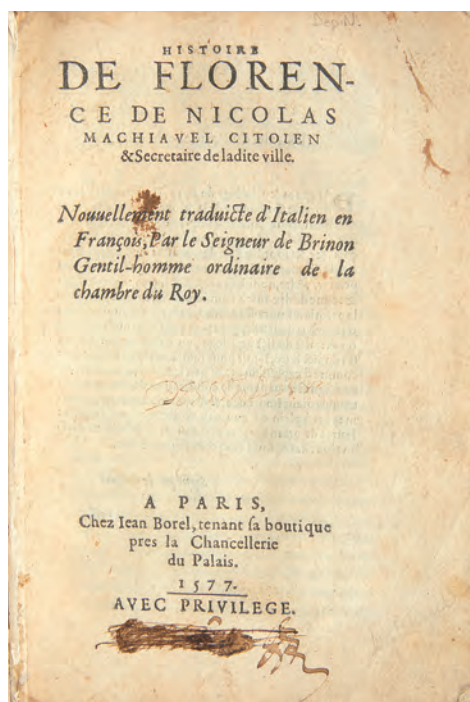 HISTOIRE
DE FLOREN-
CE DE NICOLAS
MACHIAVEL CITOIEN
&Secretaire de ladite ville.
Nouuellement traduicte d'Italien en
François, Par le Seigneur de Brinon
Gentil-homme ordinaire de la
chambre du Roy.
A PARIS,
Chez Iean Borel, tenant sa boutique
pres la Chancellerie
du Palais.
1577.
AVEC PRIVILEGE.